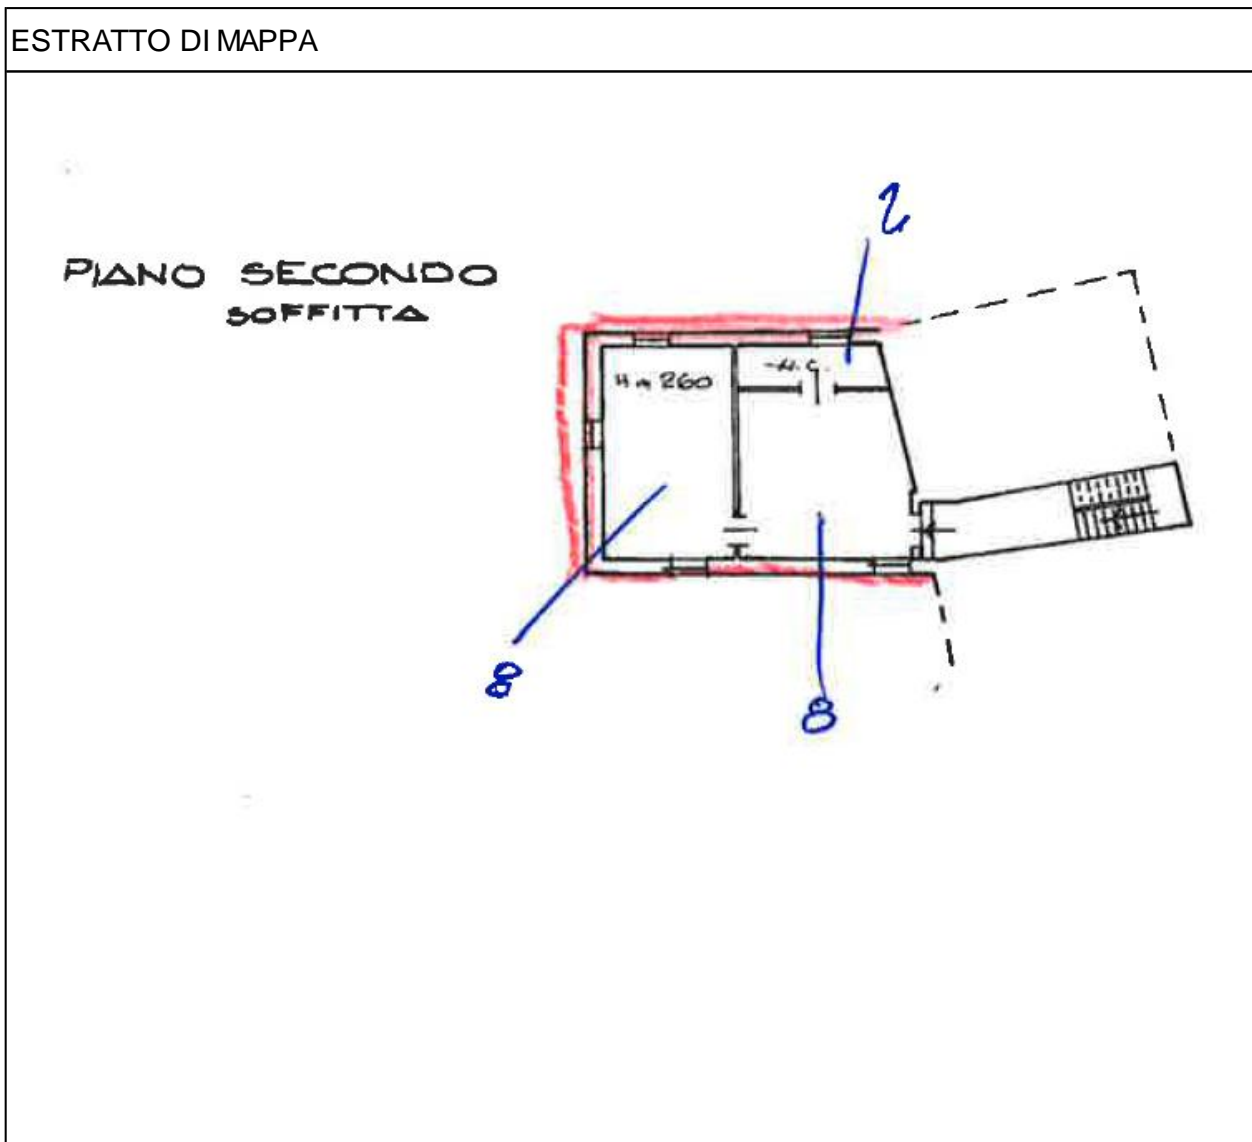 ESTRATTO DI MAPPA
2
PIANO SECONDO
SOFFITTA
H m 260
W.C.
8
8